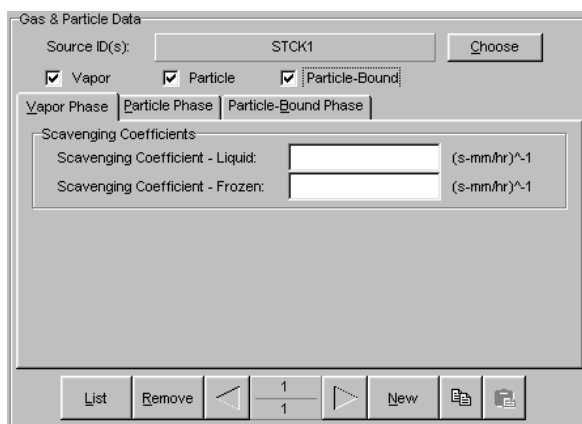 Gas & Particle Data
Source ID(s): STCK1 Choose
Vapor Particle Particle-Bound
Vapor Phase Particle Phase Particle-Bound Phase
Scavenging Coefficients
Scavenging Coefficient - Liquid: (s-mm/hr)^-1
Scavenging Coefficient - Frozen: (s-mm/hr)^-1
List Remove 1 New
1